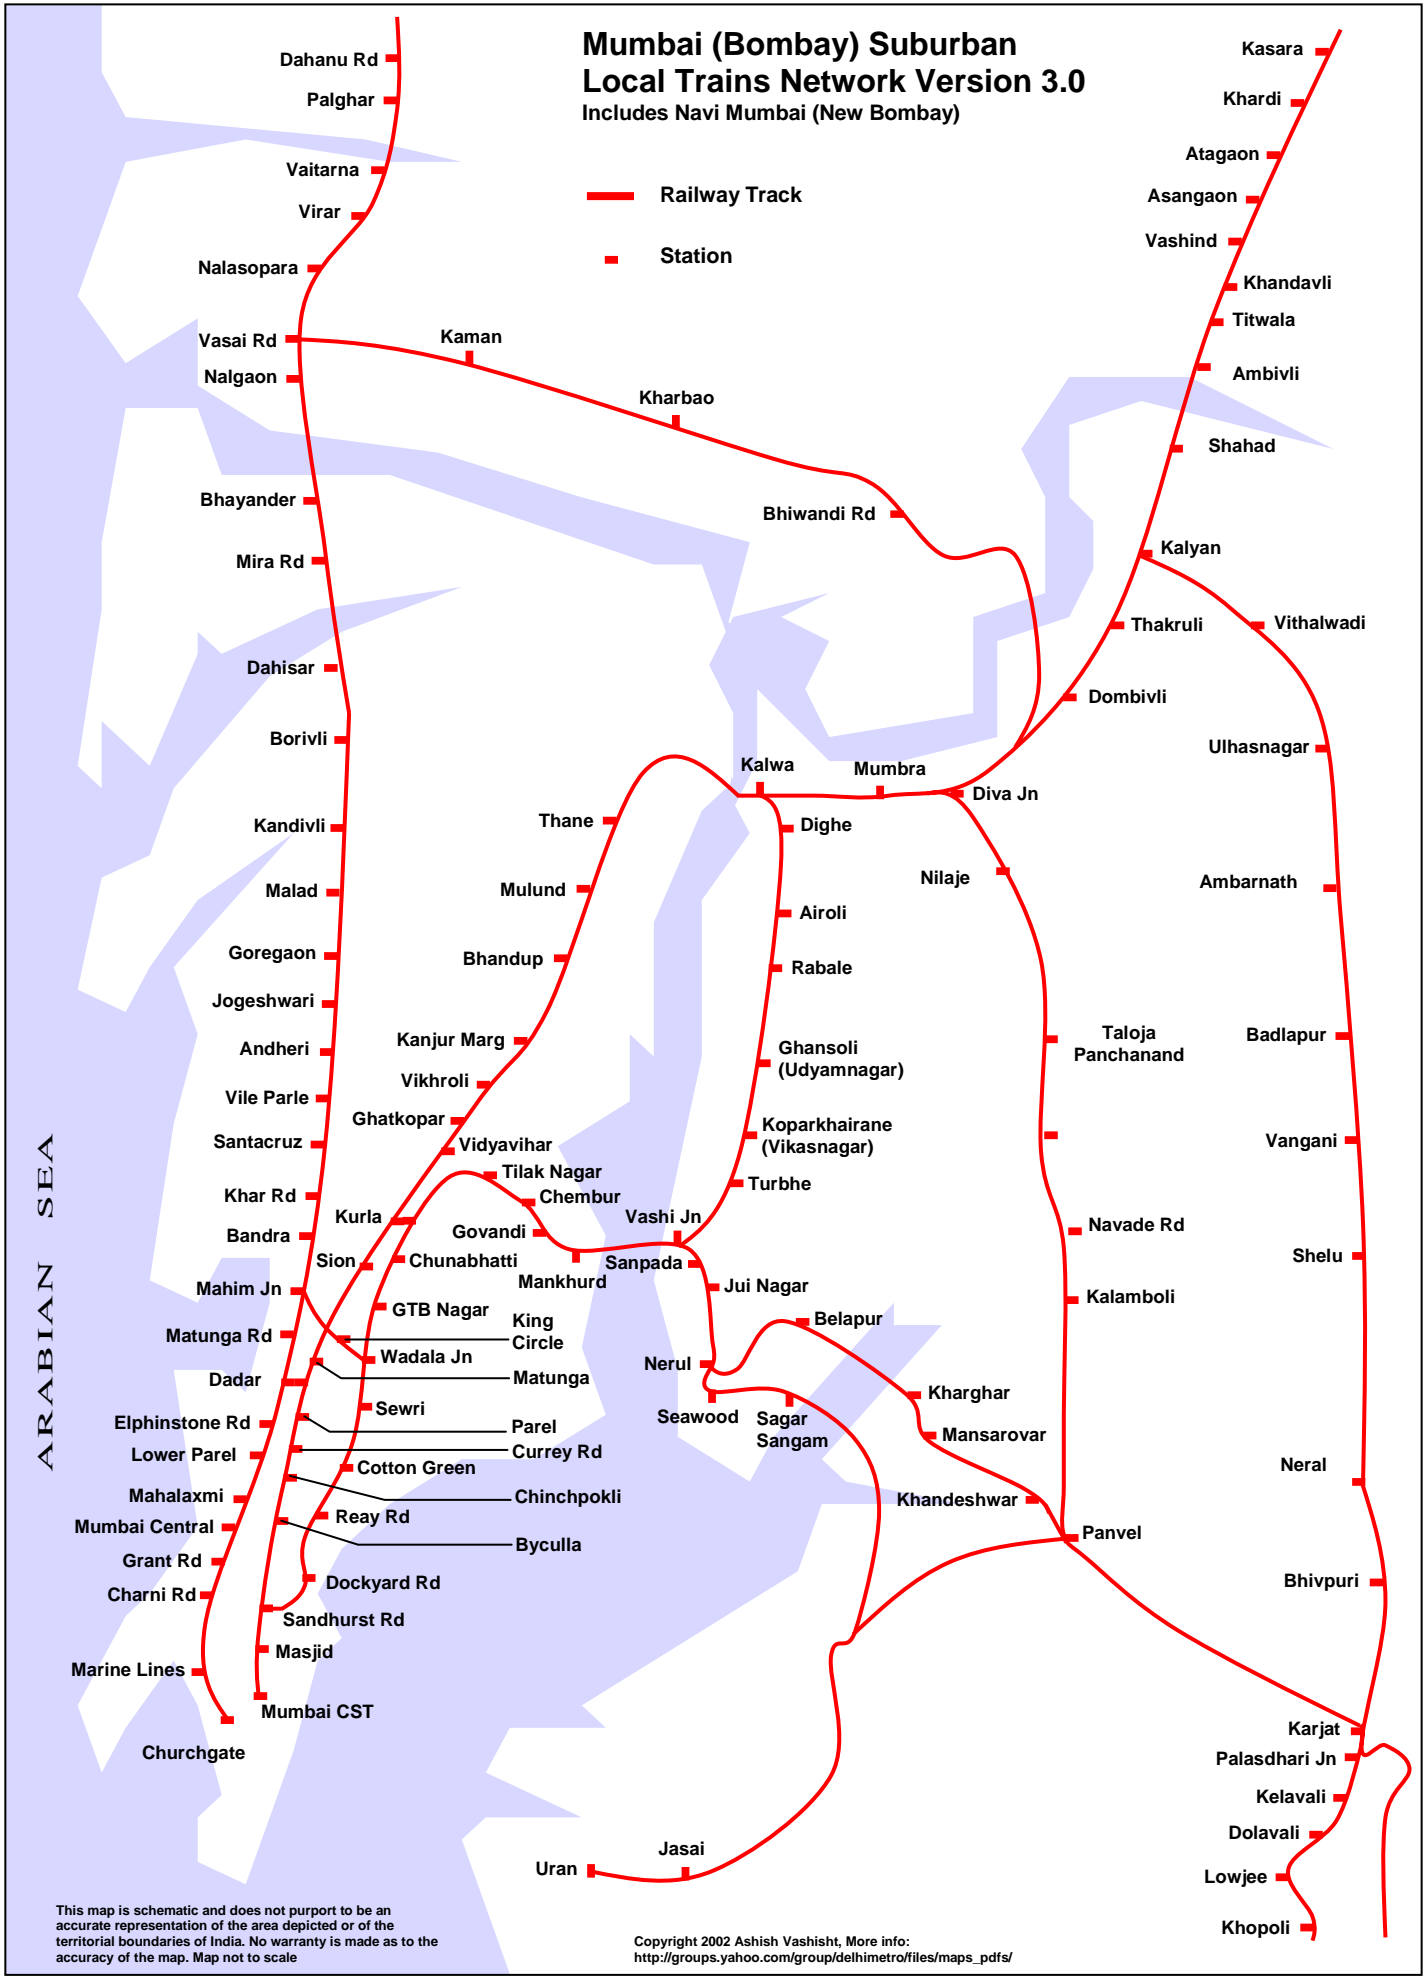 Mumbai (Bombay) Suburban
Local Trains Network Version 3.0
Includes Navi Mumbai (New Bombay)
Railway Track
Station
Dahanu Rd
Palghar
Vaitarna
Virar
Nalasopara
Vasai Rd
Nalgaon
Bhayander
Mira Rd
Dahisar
Borivli
Kandivli
Malad
Goregaon
Jogeshwari
Andheri
Vile Parle
Santacruz
Khar Rd
Bandra
Mahim Jn
Matunga Rd
Dadar
Elphinstone Rd
Lower Parel
Mahalaxmi
Mumbai Central
Grant Rd
Charni Rd
Marine Lines
Churchgate
Kaman
Kharbao
Bhiwandi Rd
Kasara
Khardi
Atagaon
Asangaon
Vashind
Khandavli
Titwala
Ambivli
Shahad
Kalyan
Thakruli
Dombivli
Vithalwadi
Ulhasnagar
Ambarnath
Badlapur
Vangani
Shelu
Neral
Bhivpuri
Karjat
Palasdhari Jn
Kelavali
Dolavali
Lowjee
Khopoli
Kalwa
Mumbra
Diva Jn
Thane
Mulund
Bhandup
Kanjur Marg
Vikhroli
Ghatkopar
Vidyavihar
Kurla
Sion
Dighe
Airoli
Rabale
Ghansoli
(Udyamnagar)
Koparkhairane
(Vikasnagar)
Turbhe
Nilaje
Taloja
Panchanand
Navade Rd
Kalamboli
Tilak Nagar
Chembur
Govandi
Mankhurd
Vashi Jn
Sanpada
Jui Nagar
Nerul
Seawood
Sagar
Sangam
Belapur
Kharghar
Mansarovar
Khandeshwar
Panvel
Chunabhatti
GTB Nagar
King
Circle
Wadala Jn
Matunga
Sewri
Parel
Currey Rd
Cotton Green
Chinchpokli
Reay Rd
Byculla
Dockyard Rd
Sandhurst Rd
Masjid
Mumbai CST
Uran
Jasai
ARABIAN SEA
This map is schematic and does not purport to be an
accurate representation of the area depicted or of the
territorial boundaries of India. No warranty is made as to the
accuracy of the map. Map not to scale
Copyright 2002 Ashish Vashisht, More info:
http://groups.yahoo.com/group/delhimetro/files/maps_pdfs/